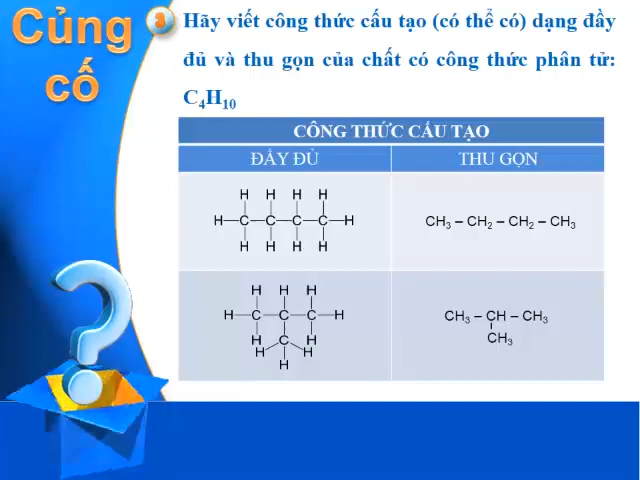 Củng
cố
3
Hãy viết công thức cấu tạo (có thể có) dạng đầy
đủ và thu gọn của chất có công thức phân tử:
C₄H₁₀
CÔNG THỨC CẤU TẠO
ĐẦY ĐỦ THU GỌN
H H H H
H–C–C–C–C–H
H H H H
CH₃ – CH₂ – CH₂ – CH₃
H H H
H–C–C–C–H
H C H
H H
H
CH₃ – CH – CH₃
CH₃